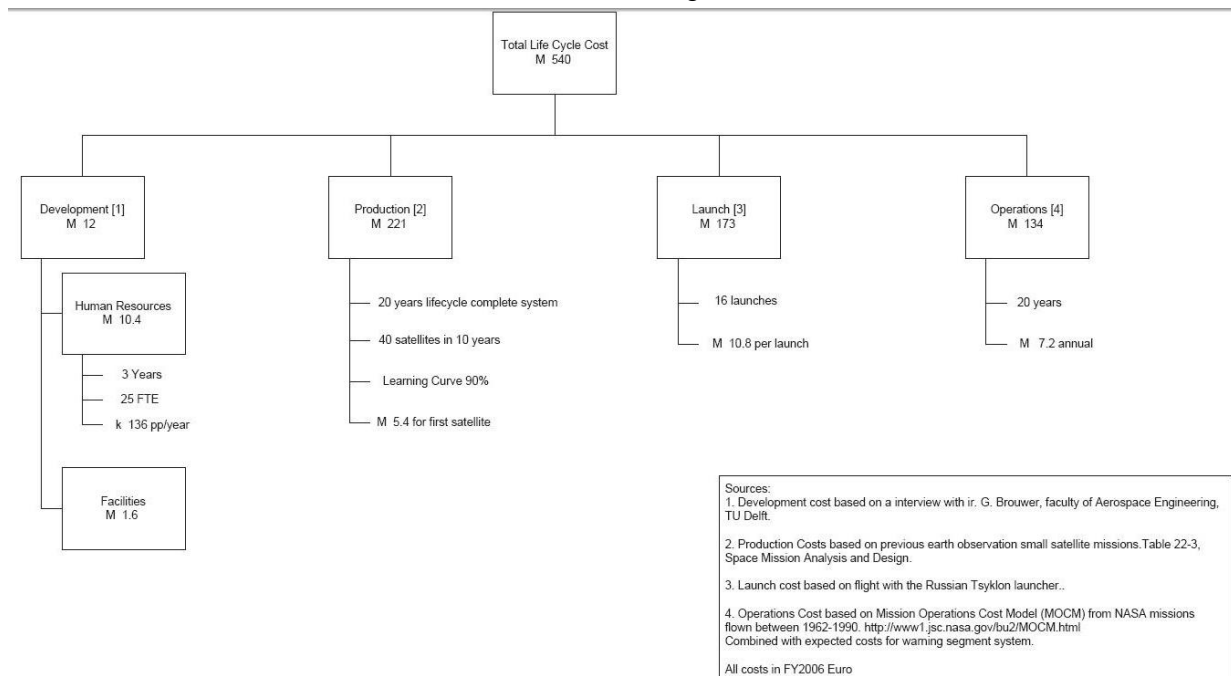 Total Life Cycle Cost
M 540
Development [1]
M 12
Human Resources
M 10.4
3 Years
25 FTE
k 136 pp/year
Facilities
M 1.6
Production [2]
M 221
20 years lifecycle complete system
40 satellites in 10 years
Learning Curve 90%
M 5.4 for first satellite
Launch [3]
M 173
16 launches
M 10.8 per launch
Operations [4]
M 134
20 years
M 7.2 annual
Sources:
1. Development cost based on a interview with ir. G. Brouwer, faculty of Aerospace Engineering,
TU Delft.
2. Production Costs based on previous earth observation small satellite missions.Table 22-3,
Space Mission Analysis and Design.
3. Launch cost based on flight with the Russian Tsyklon launcher..
4. Operations Cost based on Mission Operations Cost Model (MOCM) from NASA missions
flown between 1962-1990. http://www1.jsc.nasa.gov/bu2/MOCM.html
Combined with expected costs for warning segment system.
All costs in FY2006 Euro